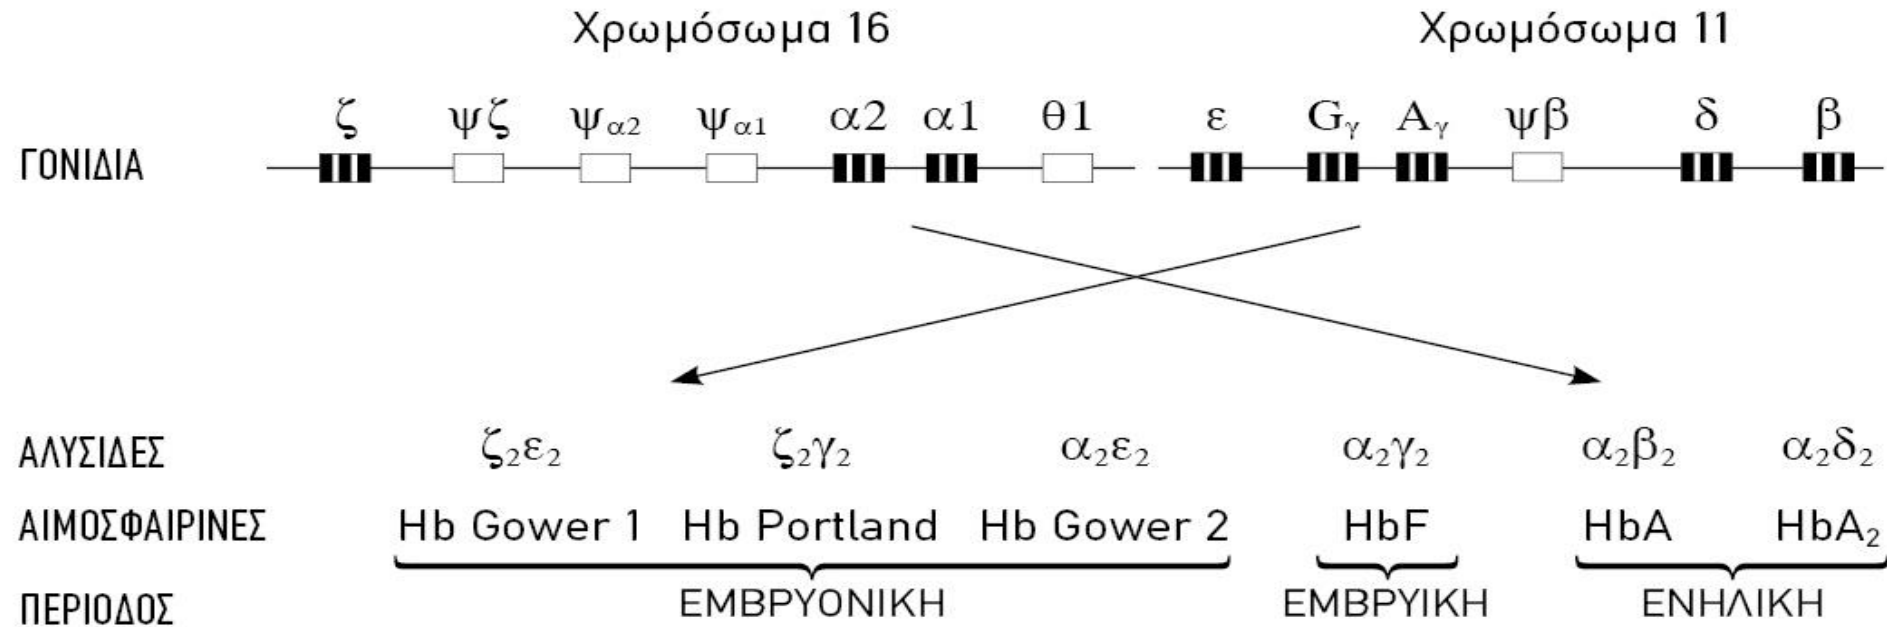 Χρωμόσωμα 16 Χρωμόσωμα 11
ζ ψζ ψα2 ψα1 α2 α1 θ1 ε Gγ Aγ ψβ δ β
ΓΟΝΙΔΙΑ
ΑΛΥΣΙΔΕΣ ζ₂ε₂ ζ₂γ₂ α₂ε₂ α₂γ₂ α₂β₂ α₂δ₂
ΑΙΜΟΣΦΑΙΡΙΝΕΣ Hb Gower 1 Hb Portland Hb Gower 2 HbF HbA HbA₂
ΠΕΡΙΟΔΟΣ ΕΜΒΡΥΟΝΙΚΗ ΕΜΒΡΥΙΚΗ ΕΝΗΛΙΚΗ